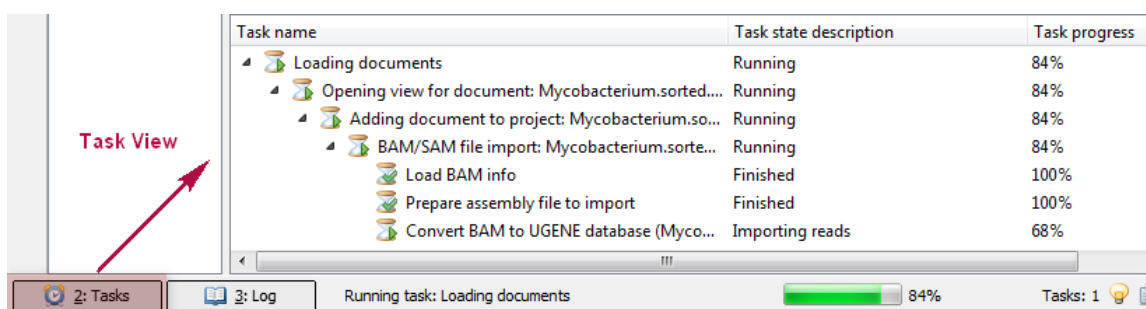 Task name Task state description Task progress
Loading documents Running 84%
Opening view for document: Mycobacterium.sorted.... Running 84%
Adding document to project: Mycobacterium.so... Running 84%
Task View
BAM/SAM file import: Mycobacterium.sorte... Running 84%
Load BAM info Finished 100%
Prepare assembly file to import Finished 100%
Convert BAM to UGENE database (Myco... Importing reads 68%
2: Tasks 3: Log Running task: Loading documents 84% Tasks: 1